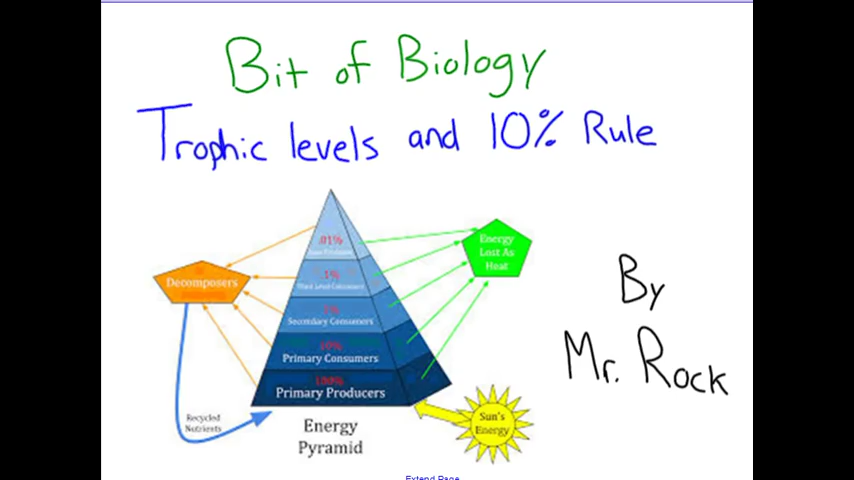 Bit of Biology
Trophic levels and 10% Rule
.01%
.1%
Third Level Consumers
1%
Secondary Consumers
10%
Primary Consumers
100%
Primary Producers
Decomposers
Energy
Lost As
Heat
Recycled
Nutrients
Sun's
Energy
Energy
Pyramid
By
Mr. Rock
Extend Page